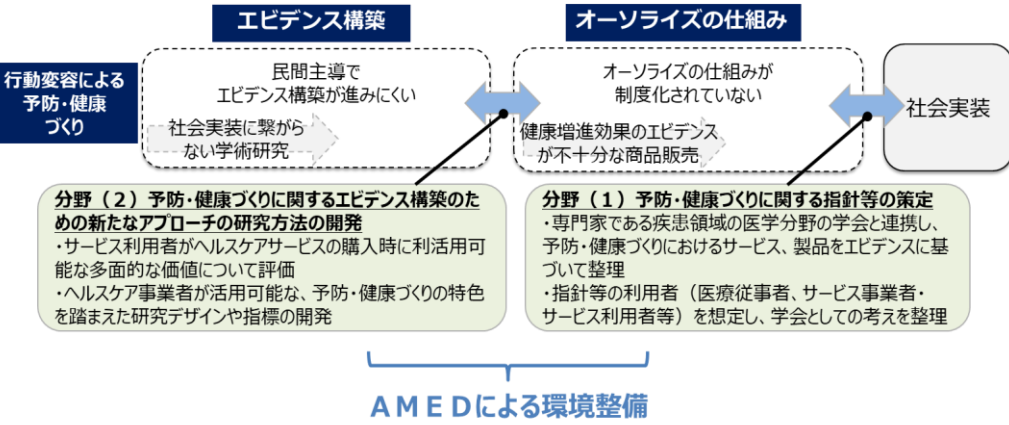 エビデンス構築
オーソライズの仕組み
行動変容による
予防・健康
づくり
民間主導で
エビデンス構築が進みにくい
社会実装に繋がら
ない学術研究
オーソライズの仕組みが
制度化されていない
健康増進効果のエビデンス
が不十分な商品販売
社会実装
分野（２）予防・健康づくりに関するエビデンス構築のた
めの新たなアプローチの研究方法の開発
・サービス利用者がヘルスケアサービスの購入時に利活用可
能な多面的な価値について評価
・ヘルスケア事業者が活用可能な、予防・健康づくりの特色
を踏まえた研究デザインや指標の開発
分野（１）予防・健康づくりに関する指針等の策定
・専門家である疾患領域の医学分野の学会と連携し、
予防・健康づくりにおけるサービス、製品をエビデンスに基
づいて整理
・指針等の利用者（医療従事者、サービス事業者・
サービス利用者等）を想定し、学会としての考えを整理
ＡＭＥＤによる環境整備